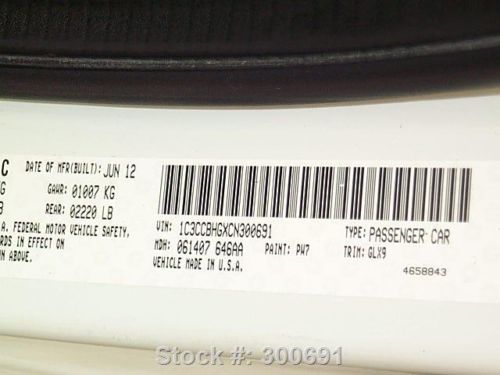 C DATE OF MFR(BUILT): JUN 12
G GAWR: 01007 KG
B REAR: 02220 LB
A. FEDERAL MOTOR VEHICLE SAFETY.
RDS IN EFFECT ON
ON ABOVE.
VIN: 1C3CCBHGXCN300691
MDH: 061407 646AA PAINT: PW7
VEHICLE MADE IN U.S.A.
TYPE: PASSENGER CAR
TRIM: GLX9
4658843
Stock #: 300691